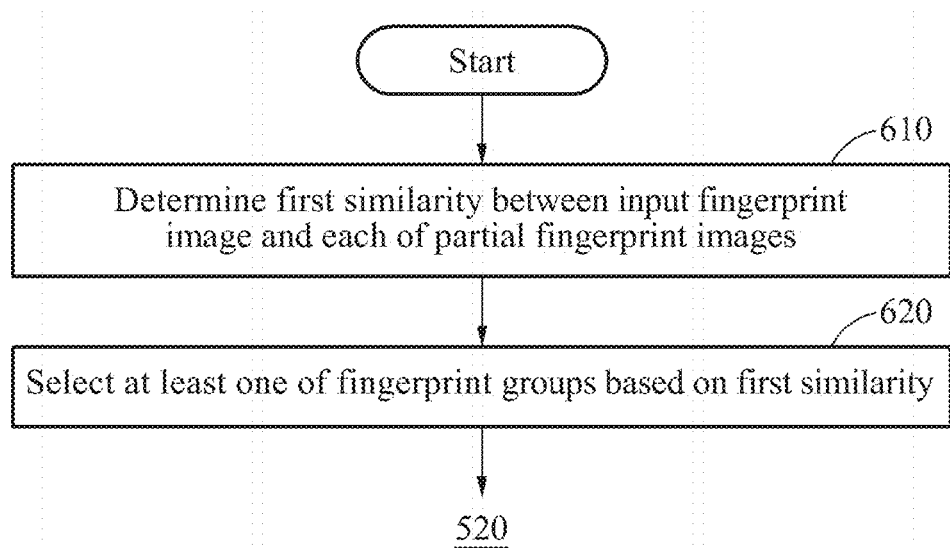 Start
610
Determine first similarity between input fingerprint
image and each of partial fingerprint images
620
Select at least one of fingerprint groups based on first similarity
520